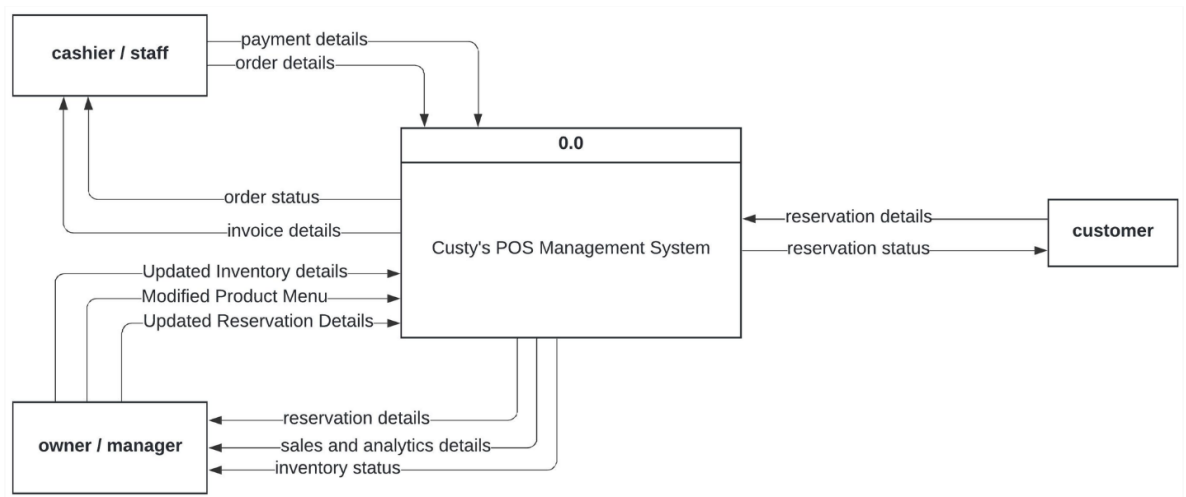 cashier / staff
payment details
order details
0.0
order status
invoice details
Custy's POS Management System
reservation details
reservation status
customer
Updated Inventory details
Modified Product Menu
Updated Reservation Details
owner / manager
reservation details
sales and analytics details
inventory status